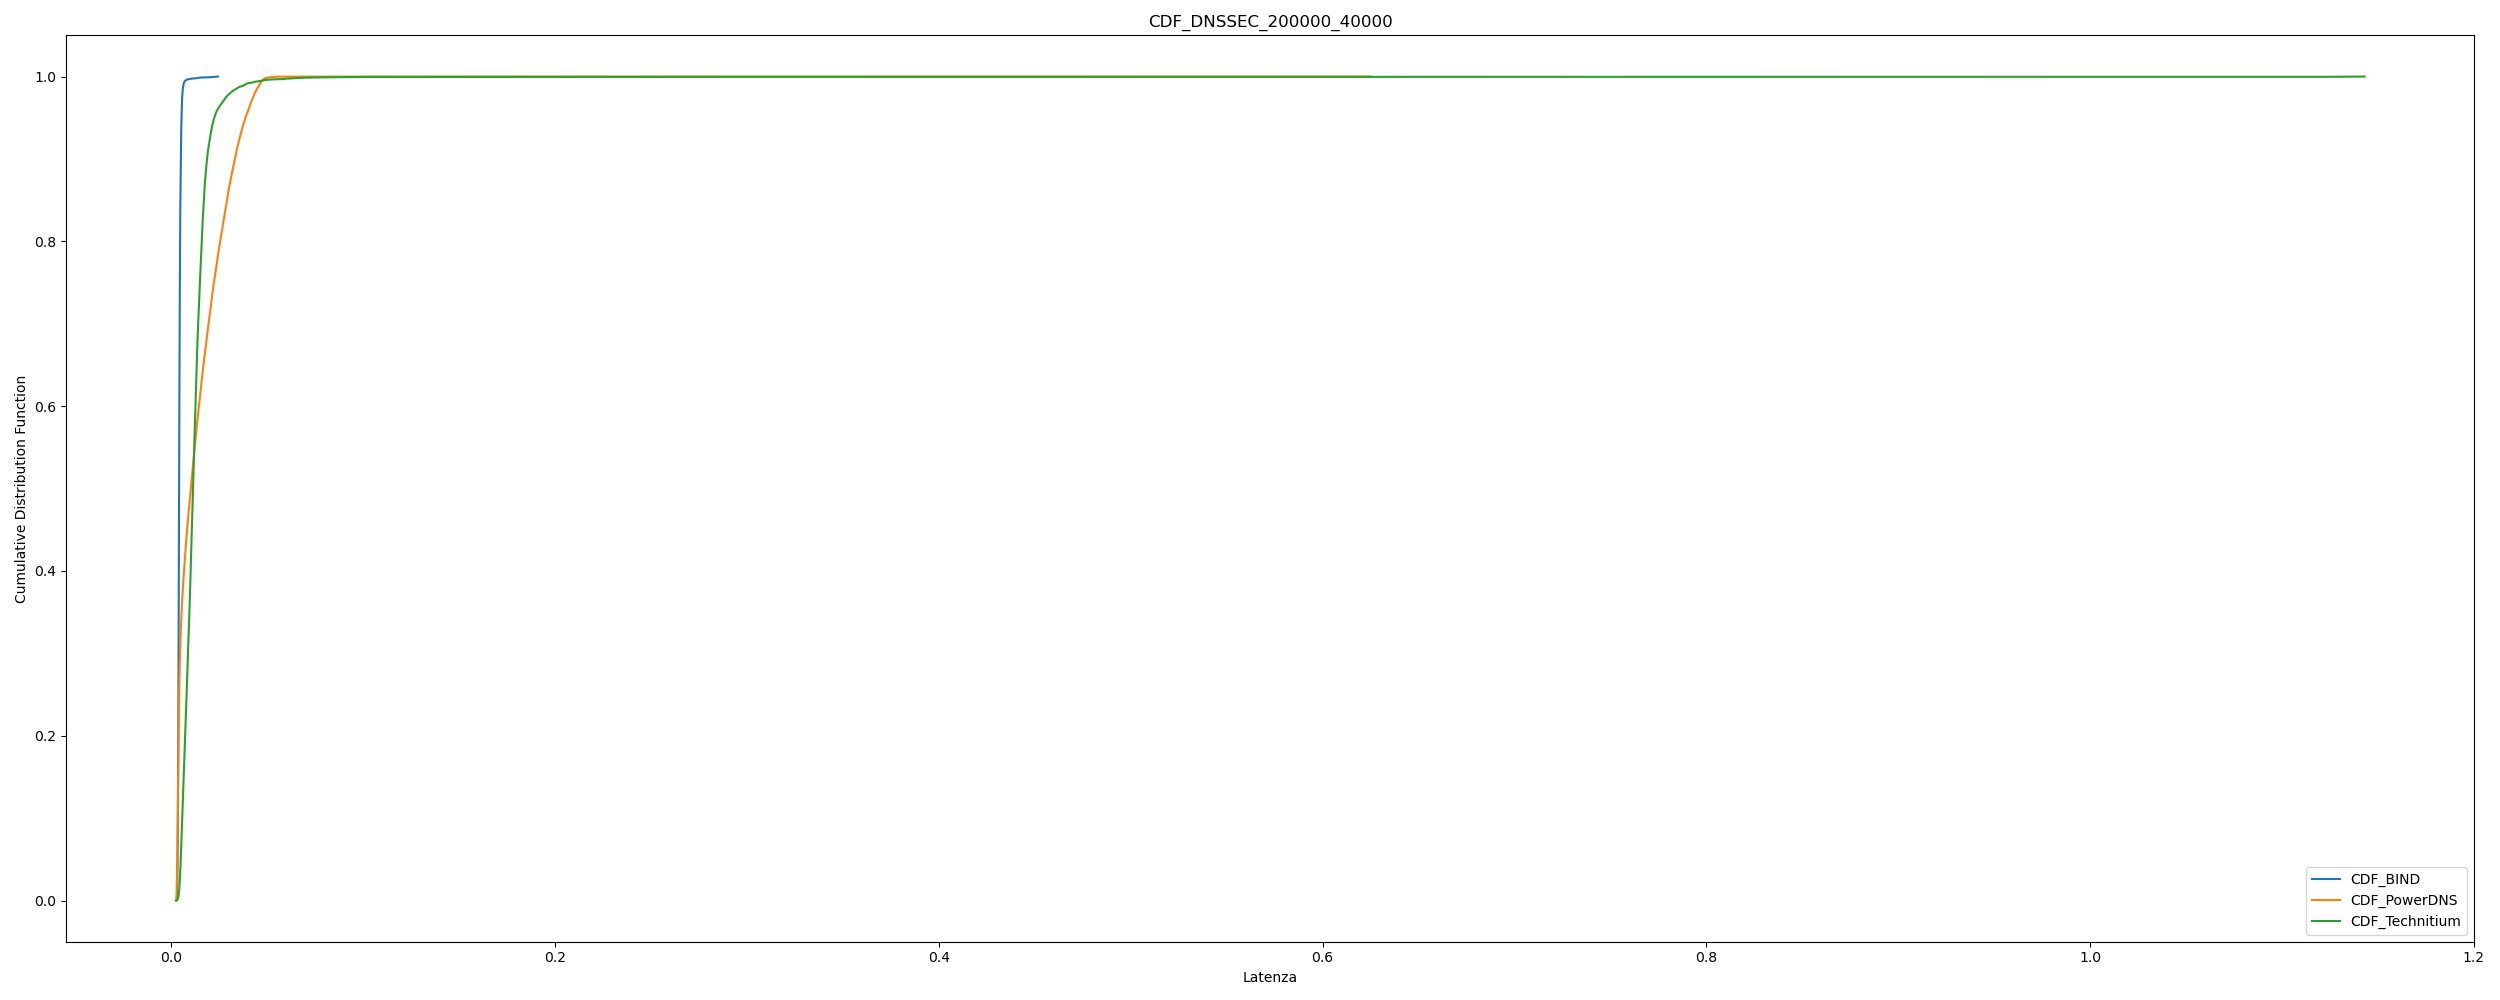 CDF_DNSSEC_200000_40000
Cumulative Distribution Function
1.0
0.8
0.6
0.4
0.2
0.0
0.0 0.2 0.4 0.6 0.8 1.0 1.2
Latenza
CDF_BIND
CDF_PowerDNS
CDF_Technitium